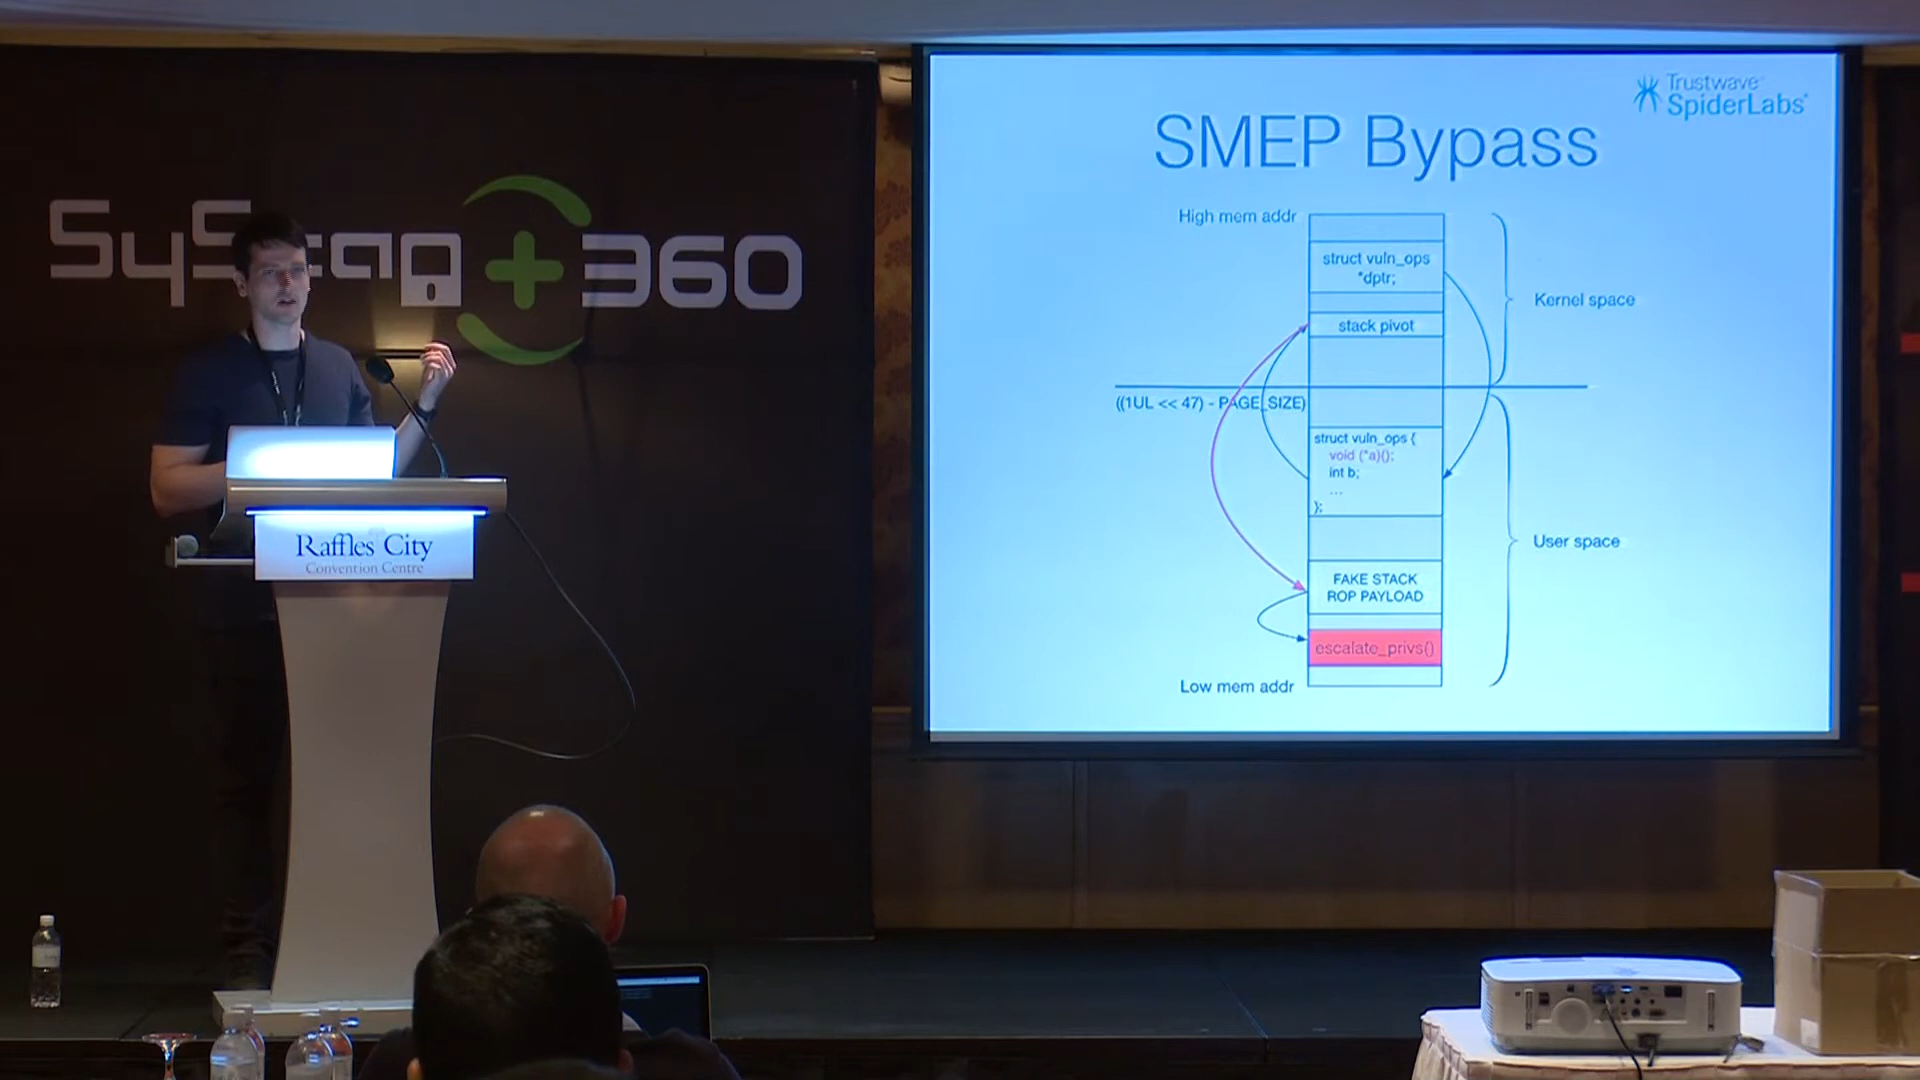 SyScan+360
Raffles City
Convention Centre
Trustwave
SpiderLabs
SMEP Bypass
High mem addr
struct vuln_ops
*dptr;
stack pivot
Kernel space
((1UL << 47) - PAGE_SIZE)
struct vuln_ops {
void (*a)();
int b;
...
};
User space
FAKE STACK
ROP PAYLOAD
escalate_privs()
Low mem addr